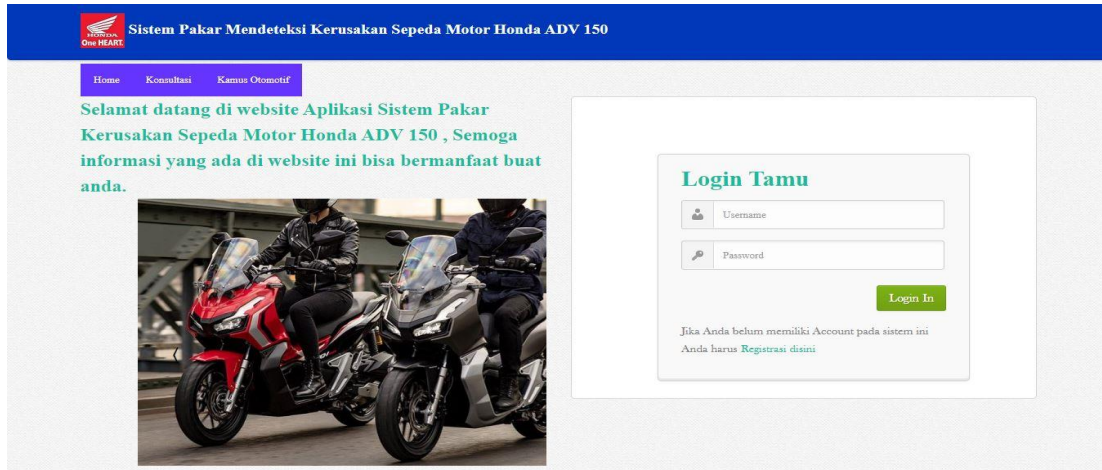 HONDA
One HEART.
Sistem Pakar Mendeteksi Kerusakan Sepeda Motor Honda ADV 150
Home Konsultasi Kamus Otomotif
Selamat datang di website Aplikasi Sistem Pakar
Kerusakan Sepeda Motor Honda ADV 150 , Semoga
informasi yang ada di website ini bisa bermanfaat buat
anda.
Login Tamu
Username
Password
Login In
Jika Anda belum memiliki Account pada sistem ini
Anda harus Registrasi disini